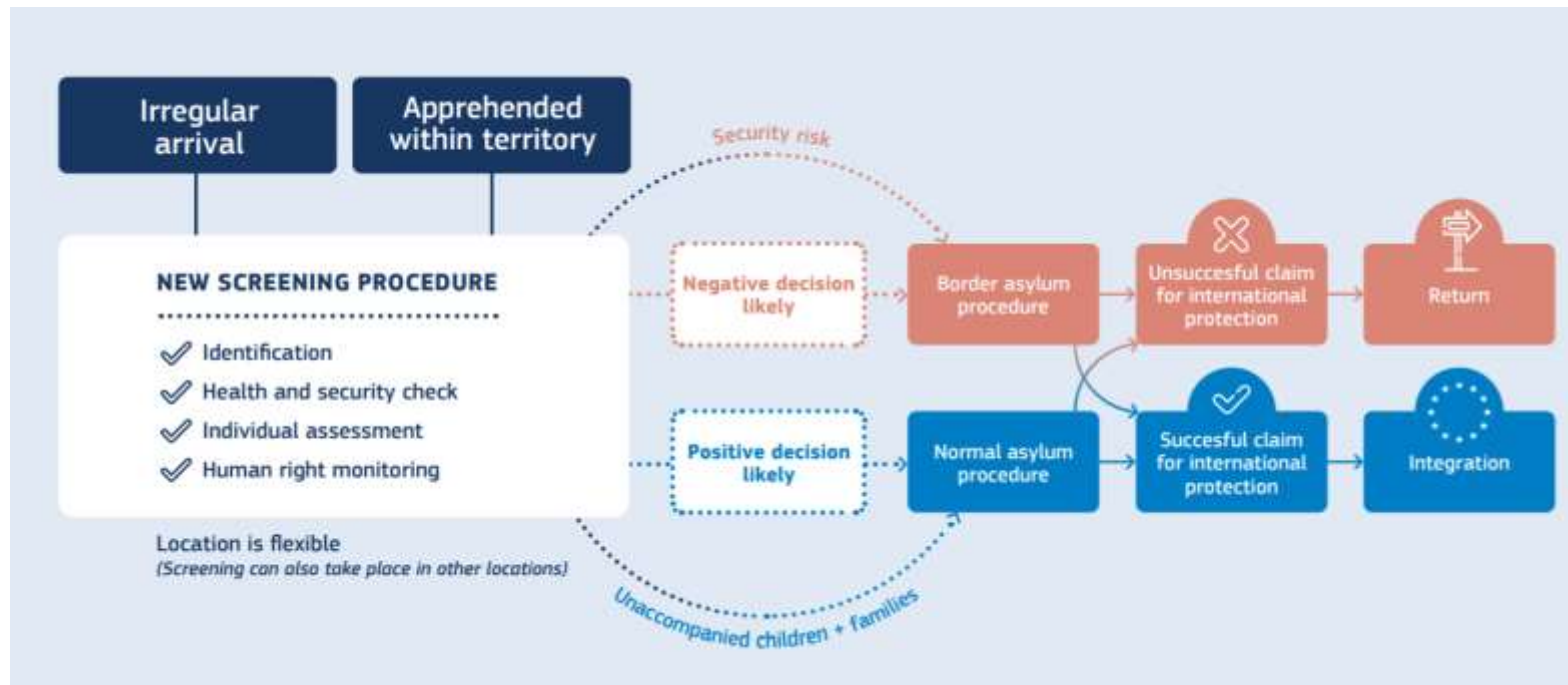 Irregular
arrival
Apprehended
within territory
NEW SCREENING PROCEDURE
Identification
Health and security check
Individual assessment
Human right monitoring
Location is flexible
(Screening can also take place in other locations)
Security risk
Negative decision
likely
Border asylum
procedure
Unsuccesful claim
for international
protection
Return
Positive decision
likely
Normal asylum
procedure
Succesful claim
for international
protection
Integration
Unaccompanied children + families